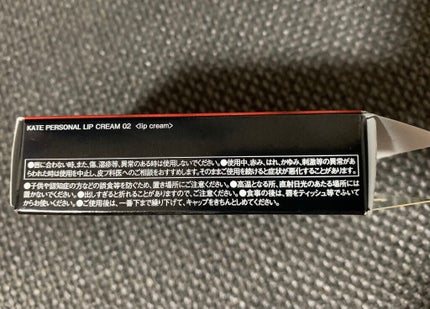 KATE PERSONAL LIP CREAM 02 <lip cream>
●唇に合わない時、また、傷、湿疹等、異常のある時は使用しないでください。●使用中、赤み、はれ、かゆみ、刺激等の異常があ
らわれた時は使用を中止し、皮フ科医へのご相談をおすすめします。そのままご使用を続けると症状が悪化することがあります。
●子供や認知症の方などの誤食等を防ぐため、置き場所にご注意ください。●高温となる所、直射日光のあたる場所には
置かないでください。●出しすぎると折れることがありますので、ご注意ください。●食事の後は、唇をティッシュ等でふいて
からお使いください。●ご使用後は、一番下まで繰り下げて、キャップをきちんとしめてください。